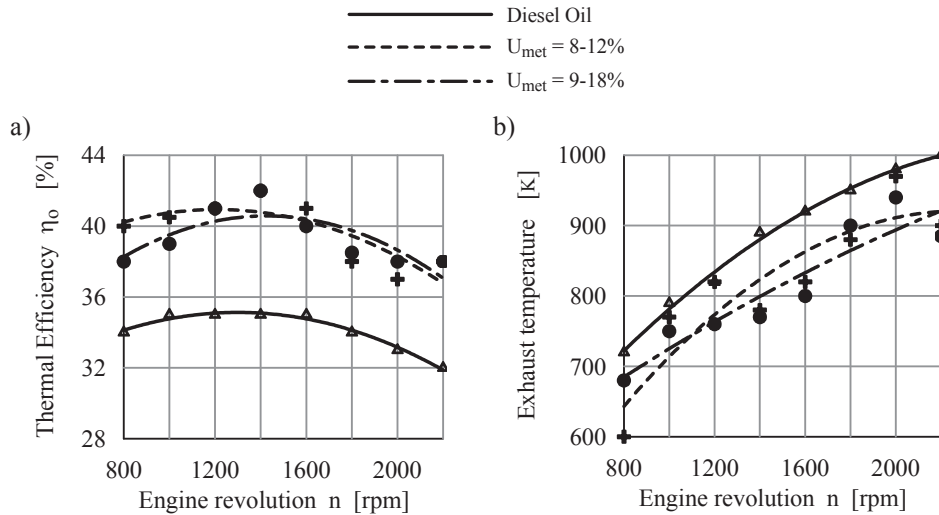 Diesel Oil
U_met = 8-12%
U_met = 9-18%
a)
b)
Thermal Efficiency η_o [%]
44
40
36
32
28
800 1200 1600 2000
Engine revolution n [rpm]
Exhaust temperature [K]
1000
900
800
700
600
800 1200 1600 2000
Engine revolution n [rpm]